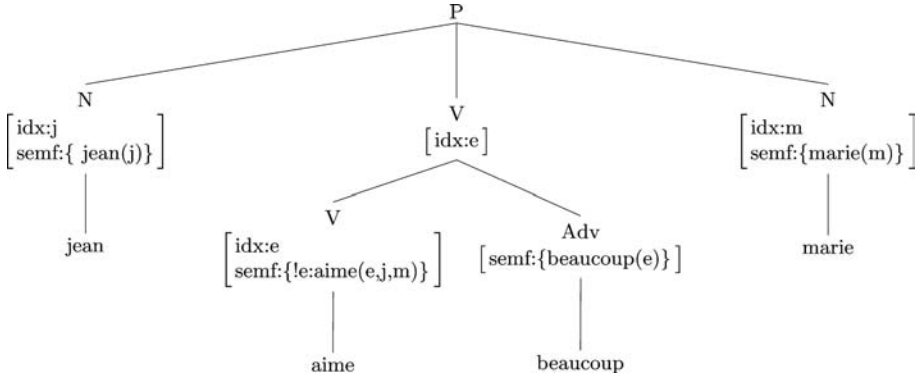 P
N
V
N
[idx:j
semf:{ jean(j)}]
[idx:e]
[idx:m
semf:{marie(m)}]
V
Adv
jean
[idx:e
semf:{!e:aime(e,j,m)}]
[semf:{beaucoup(e)}]
marie
aime
beaucoup